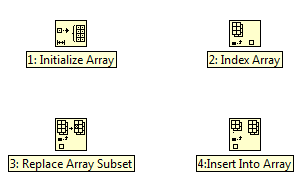 1: Initialize Array
2: Index Array
3: Replace Array Subset
4:Insert Into Array